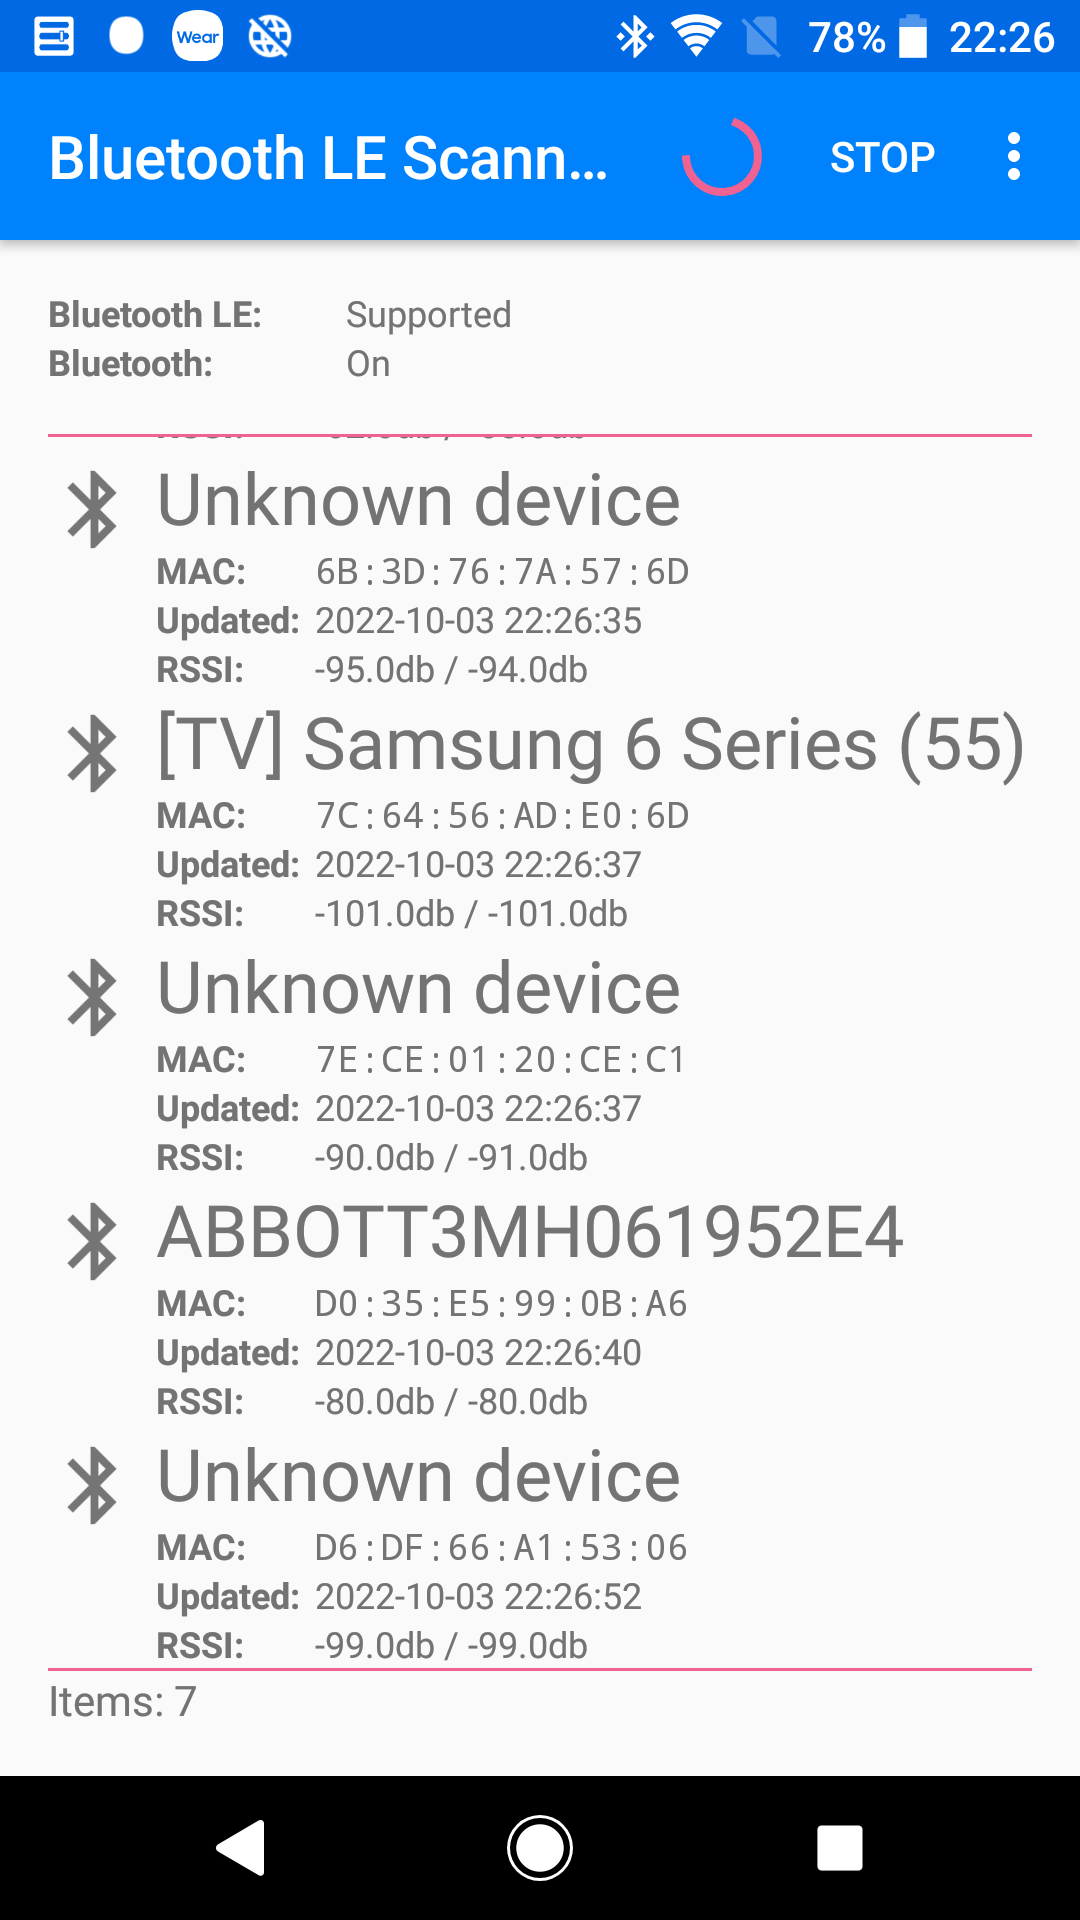 Wear 78% 22:26
Bluetooth LE Scann... STOP
Bluetooth LE: Supported
Bluetooth: On
Unknown device
MAC: 6B:3D:76:7A:57:6D
Updated: 2022-10-03 22:26:35
RSSI: -95.0db / -94.0db
[TV] Samsung 6 Series (55)
MAC: 7C:64:56:AD:E0:6D
Updated: 2022-10-03 22:26:37
RSSI: -101.0db / -101.0db
Unknown device
MAC: 7E:CE:01:20:CE:C1
Updated: 2022-10-03 22:26:37
RSSI: -90.0db / -91.0db
ABBOTT3MH061952E4
MAC: D0:35:E5:99:0B:A6
Updated: 2022-10-03 22:26:40
RSSI: -80.0db / -80.0db
Unknown device
MAC: D6:DF:66:A1:53:06
Updated: 2022-10-03 22:26:52
RSSI: -99.0db / -99.0db
Items: 7